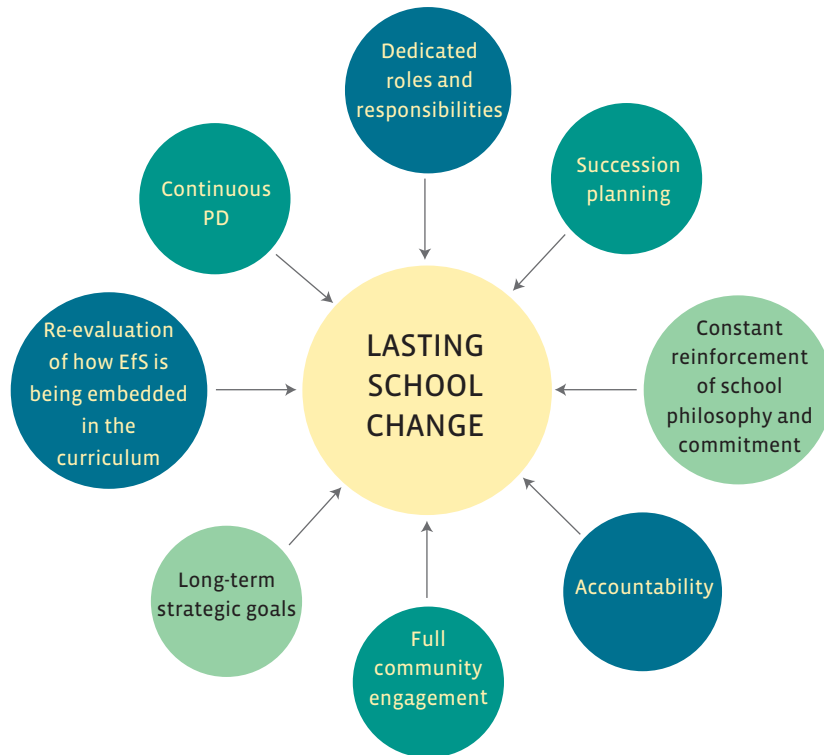 Dedicated
roles and
responsibilities
Succession
planning
Constant
reinforcement
of school
philosophy and
commitment
Accountability
Full
community
engagement
Long-term
strategic goals
Re-evaluation
of how EfS is
being embedded
in the
curriculum
Continuous
PD
LASTING
SCHOOL
CHANGE